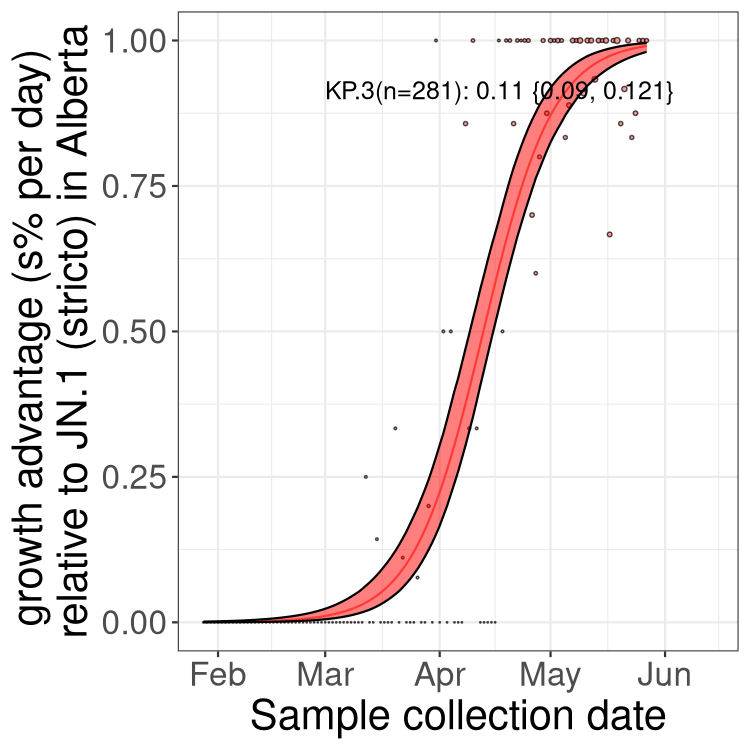 growth advantage (s% per day)
relative to JN.1 (stricto) in Alberta
1.00
0.75
0.50
0.25
0.00
KP.3(n=281): 0.11 {0.09, 0.121}
Feb Mar Apr May Jun
Sample collection date